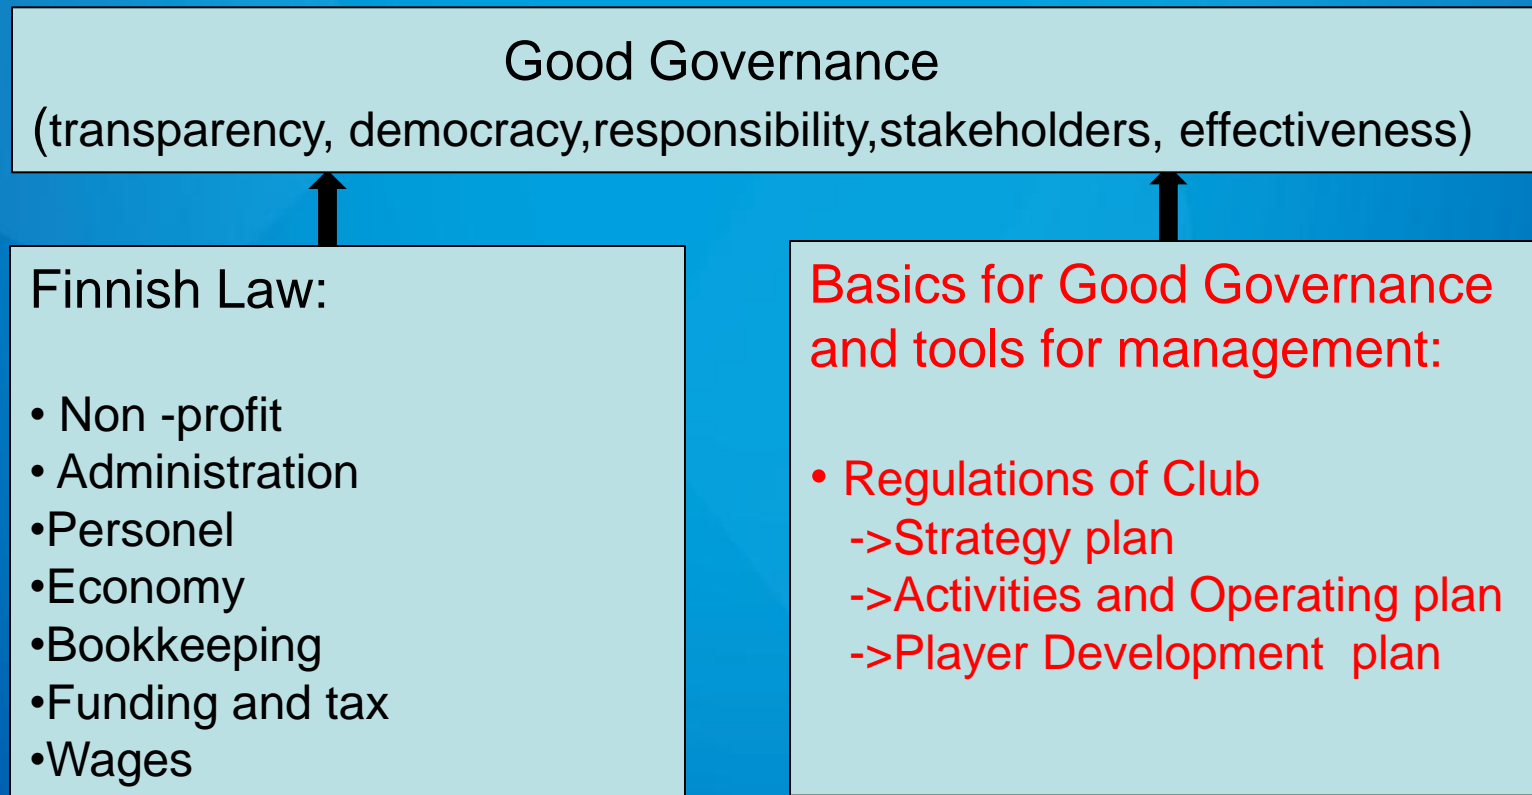 Good Governance
(transparency, democracy,responsibility,stakeholders, effectiveness)
Finnish Law:
• Non -profit
• Administration
•Personel
•Economy
•Bookkeeping
•Funding and tax
•Wages
Basics for Good Governance
and tools for management:
• Regulations of Club
->Strategy plan
->Activities and Operating plan
->Player Development  plan